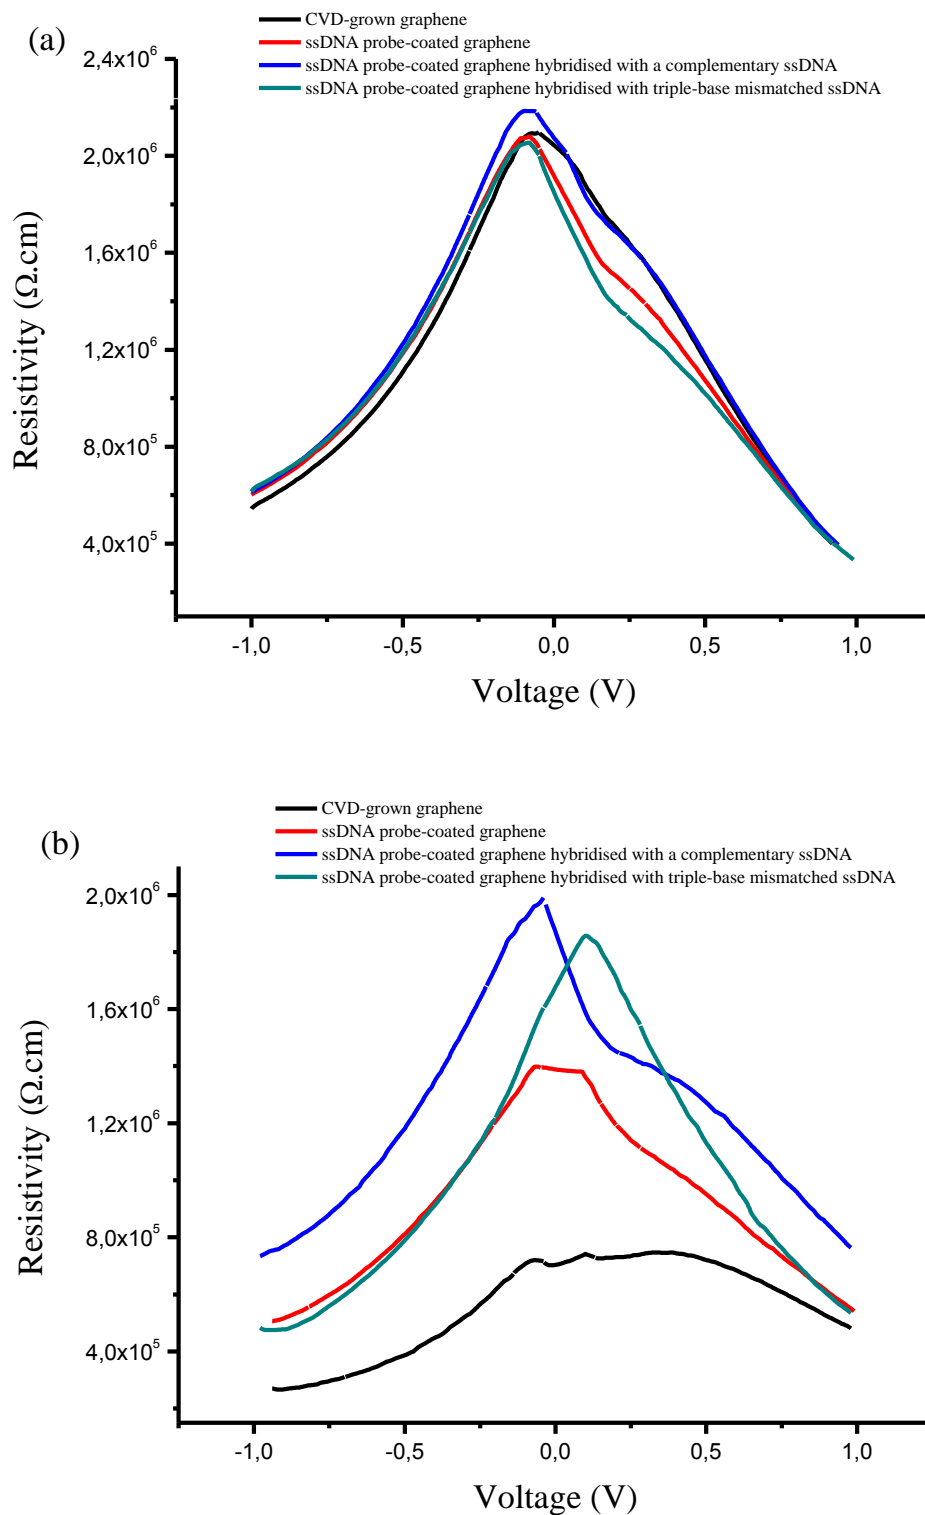 (a)
CVD-grown graphene
ssDNA probe-coated graphene
ssDNA probe-coated graphene hybridised with a complementary ssDNA
ssDNA probe-coated graphene hybridised with triple-base mismatched ssDNA
2,4x10⁶
2,0x10⁶
1,6x10⁶
1,2x10⁶
8,0x10⁵
4,0x10⁵
Resistivity (Ω.cm)
-1,0 -0,5 0,0 0,5 1,0
Voltage (V)
(b)
CVD-grown graphene
ssDNA probe-coated graphene
ssDNA probe-coated graphene hybridised with a complementary ssDNA
ssDNA probe-coated graphene hybridised with triple-base mismatched ssDNA
2,0x10⁶
1,6x10⁶
1,2x10⁶
8,0x10⁵
4,0x10⁵
Resistivity (Ω.cm)
-1,0 -0,5 0,0 0,5 1,0
Voltage (V)